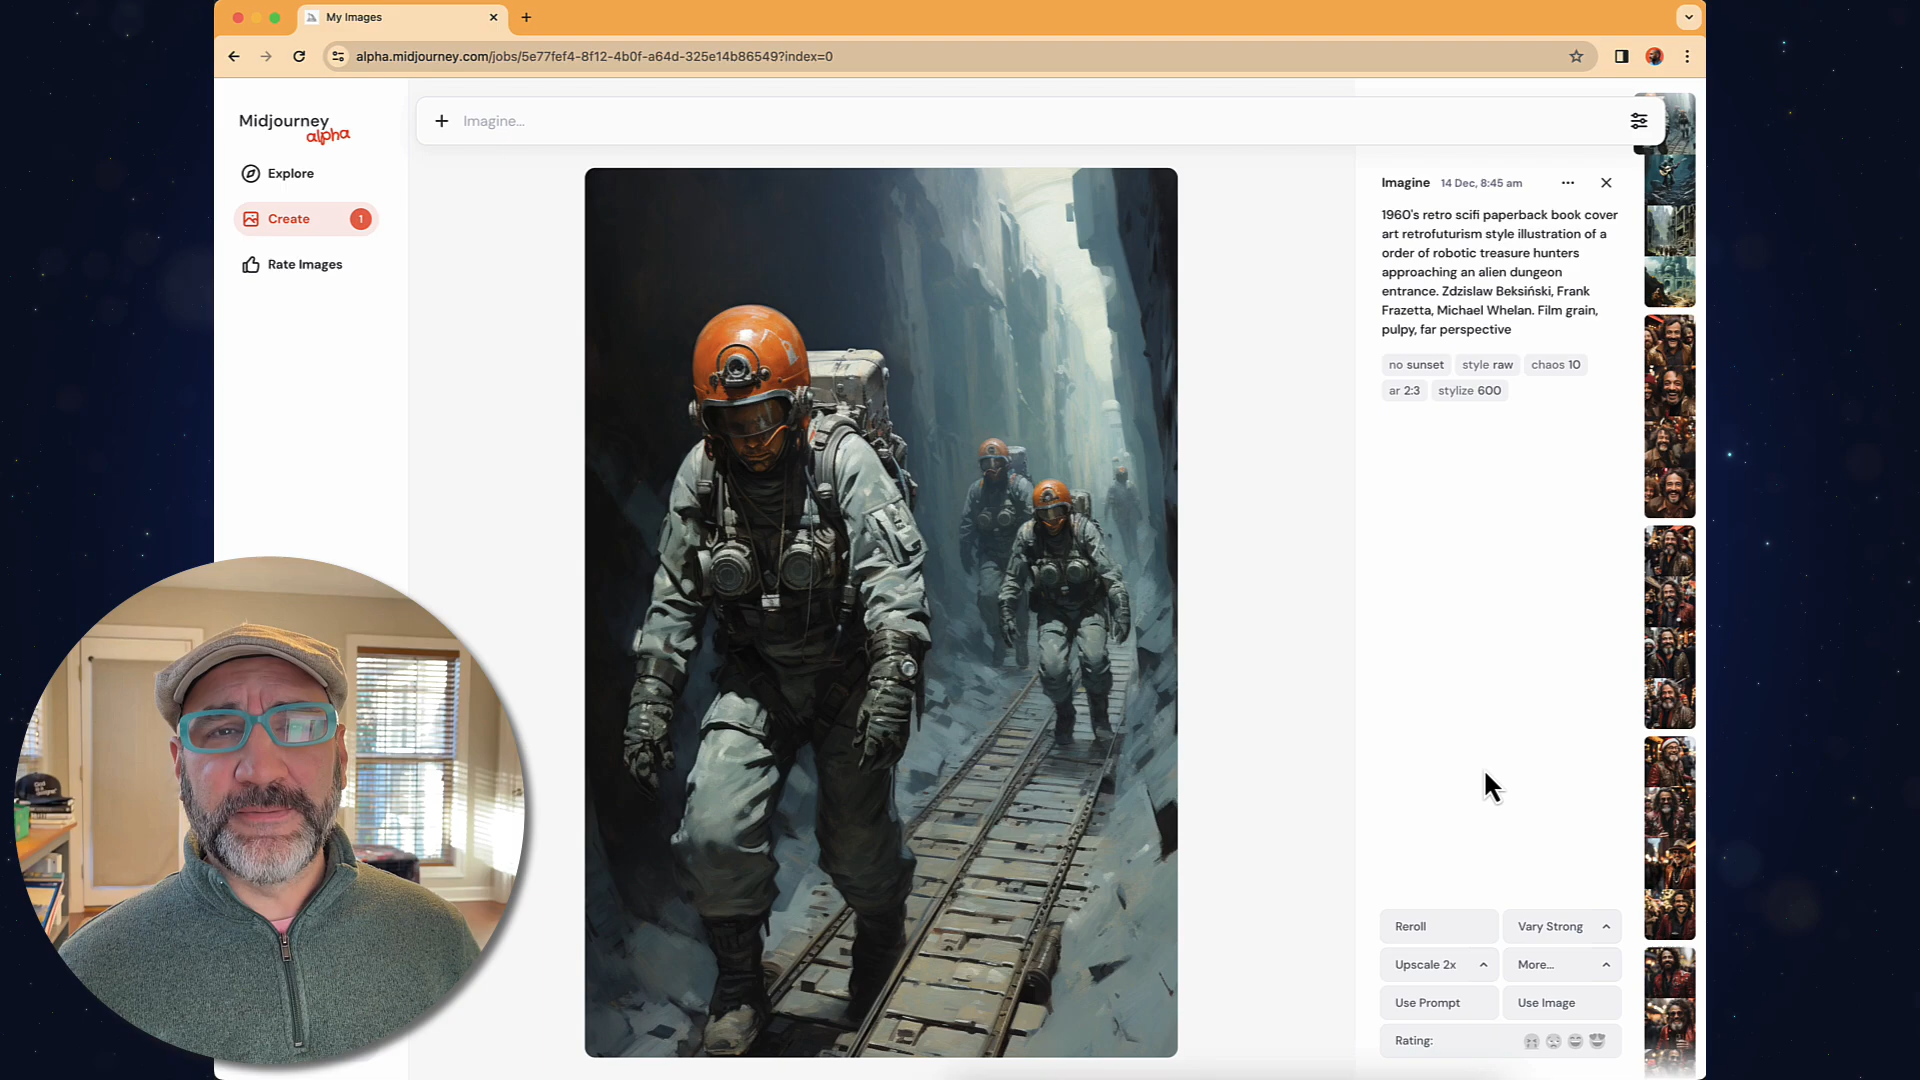 My Images
alpha.midjourney.com/jobs/5e77fef4-8f12-4b0f-a64d-325e14b86549?index=0
Midjourney
alpha
Imagine...
Explore
Create 1
Rate Images
Imagine 14 Dec, 8:45 am
1960's retro scifi paperback book cover
art retrofuturism style illustration of a
order of robotic treasure hunters
approaching an alien dungeon
entrance. Zdzislaw Beksiński, Frank
Frazetta, Michael Whelan. Film grain,
pulpy, far perspective
no sunset style raw chaos 10
ar 2:3 stylize 600
Reroll Vary Strong
Upscale 2x More...
Use Prompt Use Image
Rating: